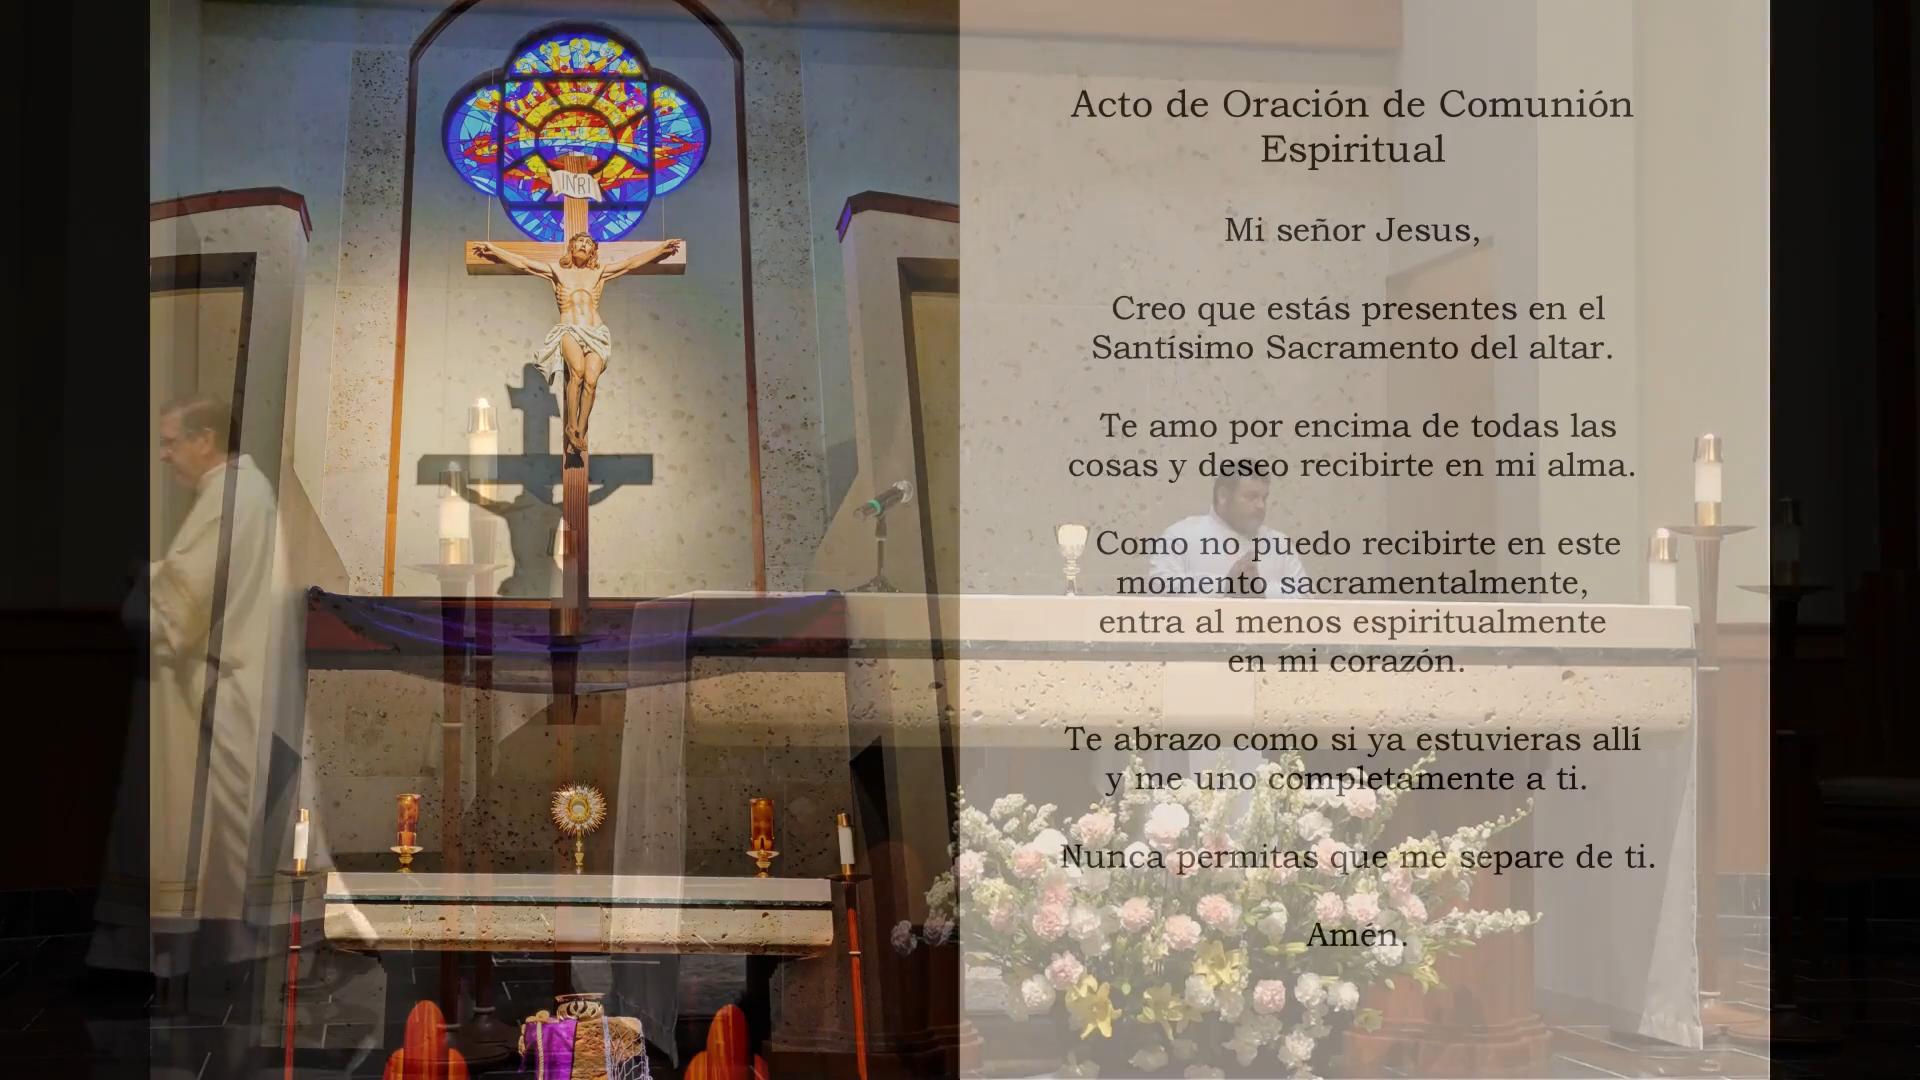 INRI
Acto de Oración de Comunión
Espiritual
Mi señor Jesus,
Creo que estás presentes en el
Santísimo Sacramento del altar.
Te amo por encima de todas las
cosas y deseo recibirte en mi alma.
Como no puedo recibirte en este
momento sacramentalmente,
entra al menos espiritualmente
en mi corazón.
Te abrazo como si ya estuvieras allí
y me uno completamente a ti.
Nunca permitas que me separe de ti.
Amén.